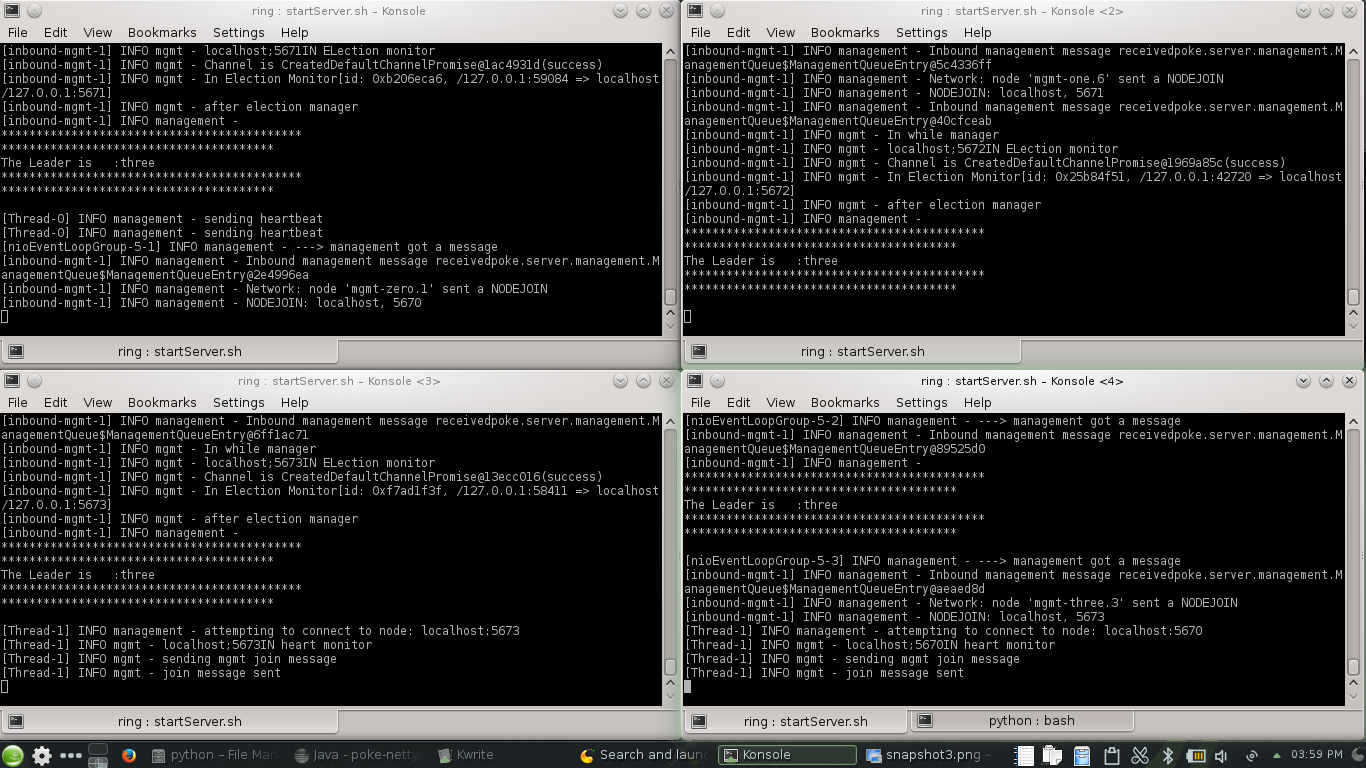 ring : startServer.sh – Konsole
File Edit View Bookmarks Settings Help
[inbound-mgmt-1] INFO mgmt - localhost;5671IN ELection monitor
[inbound-mgmt-1] INFO mgmt - Channel is CreatedDefaultChannelPromise@1ac4931d(success)
[inbound-mgmt-1] INFO mgmt - In Election Monitor[id: 0xb206eca6, /127.0.0.1:59084 => localhost
/127.0.0.1:5671]
[inbound-mgmt-1] INFO mgmt - after election manager
[inbound-mgmt-1] INFO management -
*******************************************
***************************************
The Leader is   :three
*******************************************
***************************************
[Thread-0] INFO management - sending heartbeat
[Thread-0] INFO management - sending heartbeat
[nioEventLoopGroup-5-1] INFO management - ---> management got a message
[inbound-mgmt-1] INFO management - Inbound management message receivedpoke.server.management.M
anagementQueue$ManagementQueueEntry@2e4996ea
[inbound-mgmt-1] INFO management - Network: node 'mgmt-zero.1' sent a NODEJOIN
[inbound-mgmt-1] INFO management - NODEJOIN: localhost, 5670
ring : startServer.sh
ring : startServer.sh – Konsole <2>
File Edit View Bookmarks Settings Help
[inbound-mgmt-1] INFO management - Inbound management message receivedpoke.server.management.M
anagementQueue$ManagementQueueEntry@5c4336ff
[inbound-mgmt-1] INFO management - Network: node 'mgmt-one.6' sent a NODEJOIN
[inbound-mgmt-1] INFO management - NODEJOIN: localhost, 5671
[inbound-mgmt-1] INFO management - Inbound management message receivedpoke.server.management.M
anagementQueue$ManagementQueueEntry@40cfceab
[inbound-mgmt-1] INFO mgmt - In while manager
[inbound-mgmt-1] INFO mgmt - localhost;5672IN ELection monitor
[inbound-mgmt-1] INFO mgmt - Channel is CreatedDefaultChannelPromise@1969a85c(success)
[inbound-mgmt-1] INFO mgmt - In Election Monitor[id: 0x25b84f51, /127.0.0.1:42720 => localhost
/127.0.0.1:5672]
[inbound-mgmt-1] INFO mgmt - after election manager
[inbound-mgmt-1] INFO management -
*******************************************
***************************************
The Leader is   :three
*******************************************
***************************************
ring : startServer.sh
ring : startServer.sh – Konsole <3>
File Edit View Bookmarks Settings Help
[inbound-mgmt-1] INFO management - Inbound management message receivedpoke.server.management.M
anagementQueue$ManagementQueueEntry@6ff1ac71
[inbound-mgmt-1] INFO mgmt - In while manager
[inbound-mgmt-1] INFO mgmt - localhost;5673IN ELection monitor
[inbound-mgmt-1] INFO mgmt - Channel is CreatedDefaultChannelPromise@13ecc016(success)
[inbound-mgmt-1] INFO mgmt - In Election Monitor[id: 0xf7ad1f3f, /127.0.0.1:58411 => localhost
/127.0.0.1:5673]
[inbound-mgmt-1] INFO mgmt - after election manager
[inbound-mgmt-1] INFO management -
*******************************************
***************************************
The Leader is   :three
*******************************************
***************************************
[Thread-1] INFO management - attempting to connect to node: localhost:5673
[Thread-1] INFO mgmt - localhost;5673IN heart monitor
[Thread-1] INFO mgmt - sending mgmt join message
[Thread-1] INFO mgmt - join message sent
ring : startServer.sh
ring : startServer.sh – Konsole <4>
File Edit View Bookmarks Settings Help
[nioEventLoopGroup-5-2] INFO management - ---> management got a message
[inbound-mgmt-1] INFO management - Inbound management message receivedpoke.server.management.M
anagementQueue$ManagementQueueEntry@89525d0
[inbound-mgmt-1] INFO management -
*******************************************
***************************************
The Leader is   :three
*******************************************
***************************************
[nioEventLoopGroup-5-3] INFO management - ---> management got a message
[inbound-mgmt-1] INFO management - Inbound management message receivedpoke.server.management.M
anagementQueue$ManagementQueueEntry@aeaed8d
[inbound-mgmt-1] INFO management - Network: node 'mgmt-three.3' sent a NODEJOIN
[inbound-mgmt-1] INFO management - NODEJOIN: localhost, 5673
[Thread-1] INFO management - attempting to connect to node: localhost:5670
[Thread-1] INFO mgmt - localhost;5670IN heart monitor
[Thread-1] INFO mgmt - sending mgmt join message
[Thread-1] INFO mgmt - join message sent
ring : startServer.sh
python : bash
python – File Man Java - poke-netty Kwrite Search and laun Konsole snapshot3.png – 03:59 PM